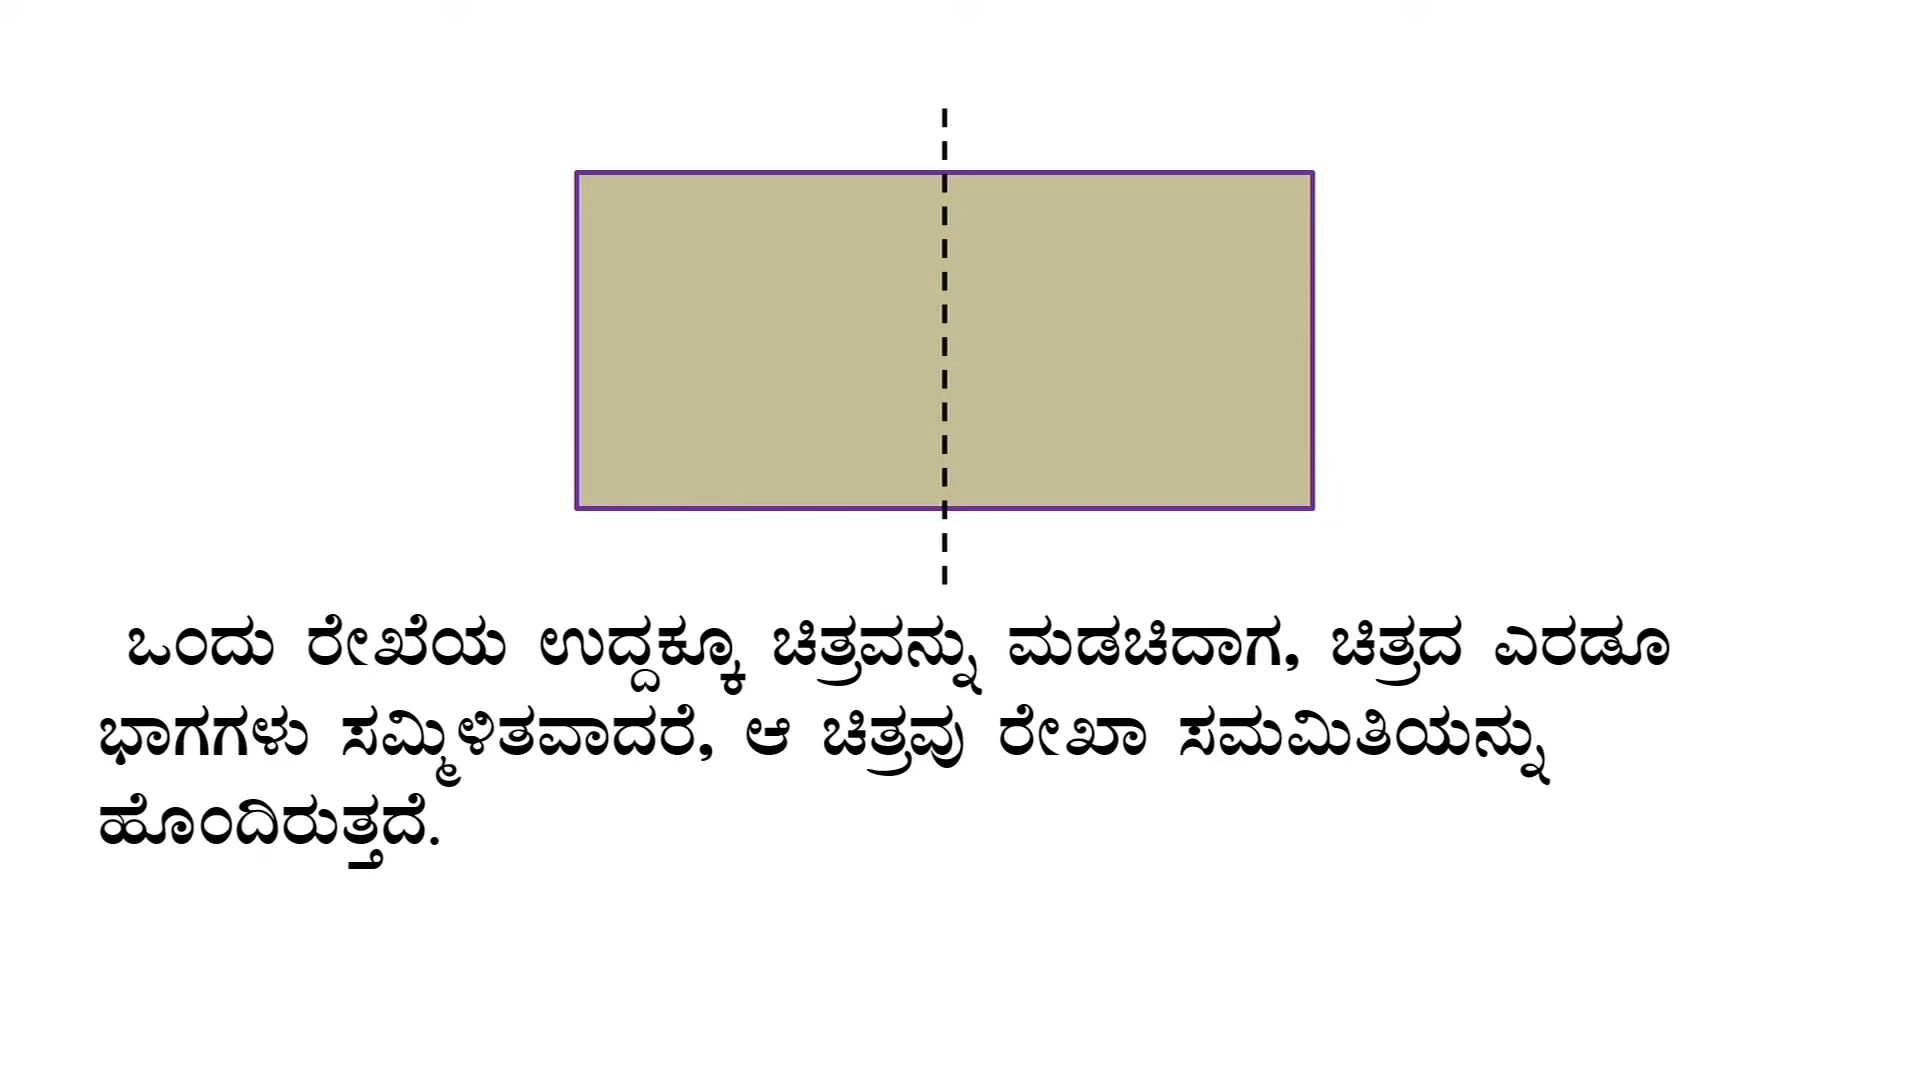 ಒಂದು ರೇಖೆಯ ಉದ್ದಕ್ಕೂ ಚಿತ್ರವನ್ನು ಮಡಚಿದಾಗ, ಚಿತ್ರದ ಎರಡೂ
ಭಾಗಗಳು ಸಮ್ಮಿಳಿತವಾದರೆ, ಆ ಚಿತ್ರವು ರೇಖಾ ಸಮಮಿತಿಯನ್ನು
ಹೊಂದಿರುತ್ತದೆ.